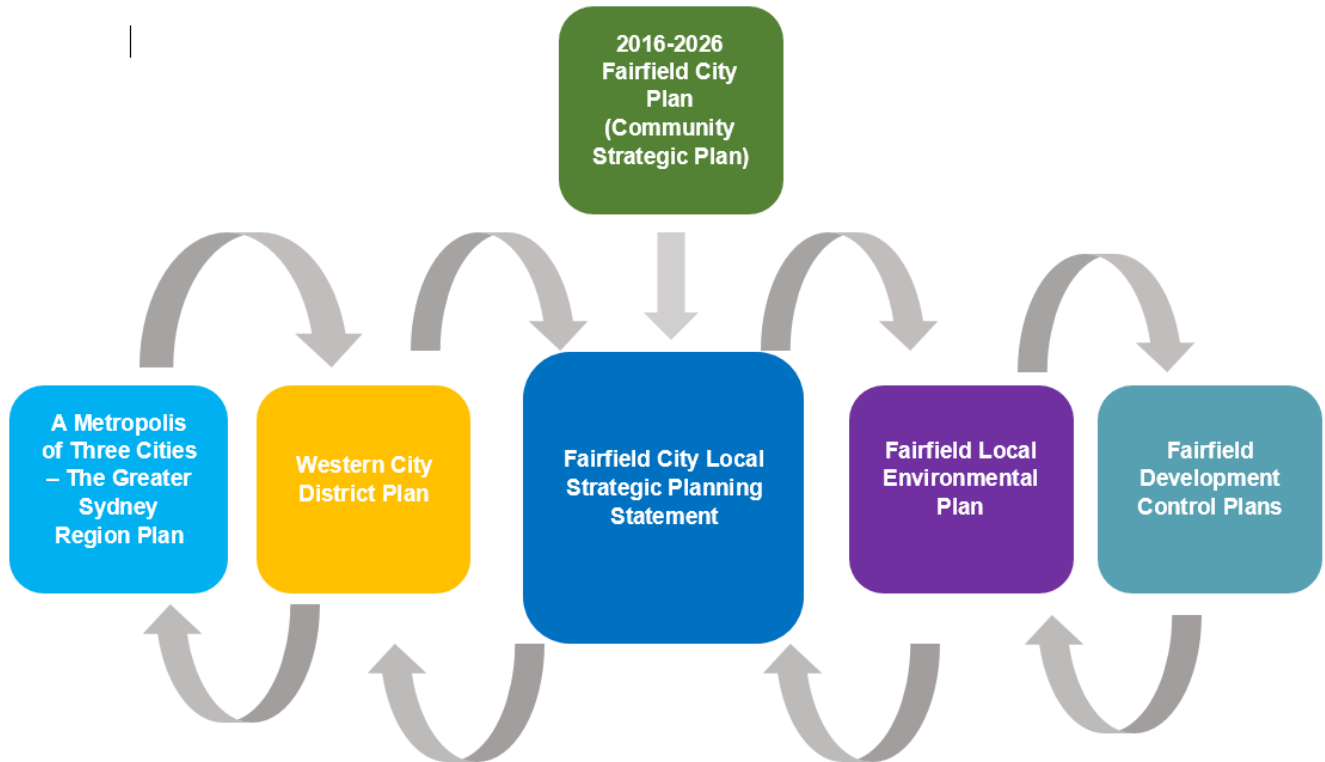 2016-2026
Fairfield City
Plan
(Community
Strategic Plan)
A Metropolis
of Three Cities
– The Greater
Sydney
Region Plan
Western City
District Plan
Fairfield City Local
Strategic Planning
Statement
Fairfield Local
Environmental
Plan
Fairfield
Development
Control Plans